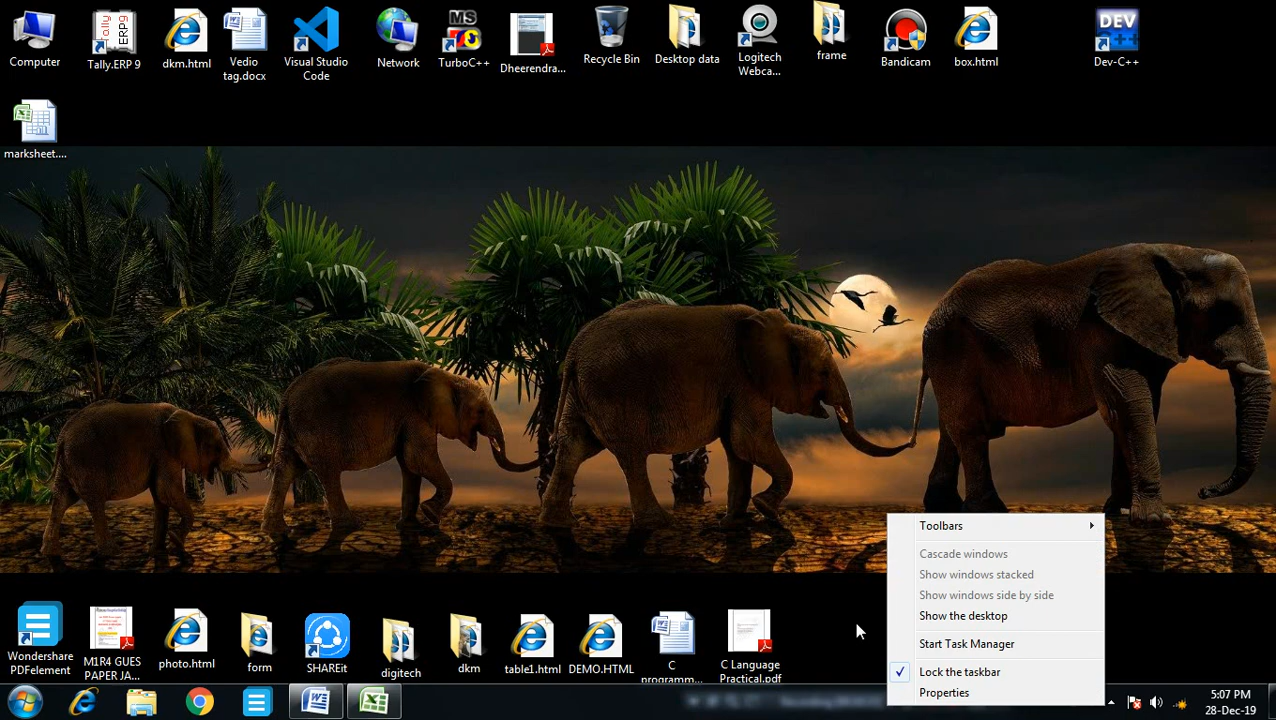 Computer
Tally.ERP 9
dkm.html
Vedio
tag.docx
Visual Studio
Code
Network
MS
TurboC++
Dheerendra...
Recycle Bin
Desktop data
Logitech
Webca...
frame
Bandicam
box.html
DEV
C++
Dev-C++
Tally
ERP9
marksheet....
Toolbars
Cascade windows
Show windows stacked
Show windows side by side
Show the desktop
Start Task Manager
Lock the taskbar
Properties
Wondershare
PDFelement
M1R4 GUES
PAPER JA...
photo.html
form
SHAREit
digitech
dkm
table1.html
DEMO.HTML
C
programm...
C Language
Practical.pdf
5:07 PM
28-Dec-19